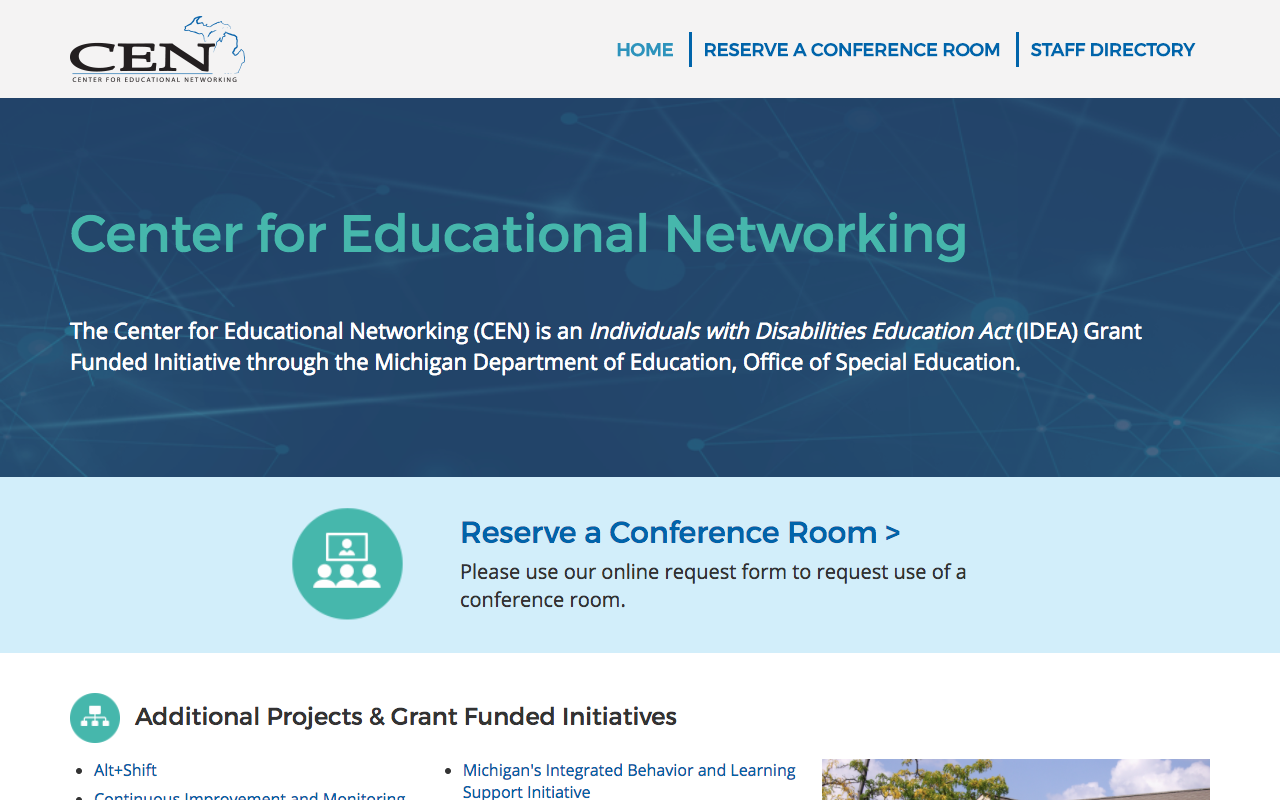 CEN
CENTER FOR EDUCATIONAL NETWORKING
HOME
RESERVE A CONFERENCE ROOM
STAFF DIRECTORY
Center for Educational Networking
The Center for Educational Networking (CEN) is an Individuals with Disabilities Education Act (IDEA) Grant
Funded Initiative through the Michigan Department of Education, Office of Special Education.
Reserve a Conference Room >
Please use our online request form to request use of a
conference room.
Additional Projects & Grant Funded Initiatives
Alt+Shift
Continuous Improvement and Monitoring
Michigan's Integrated Behavior and Learning
Support Initiative